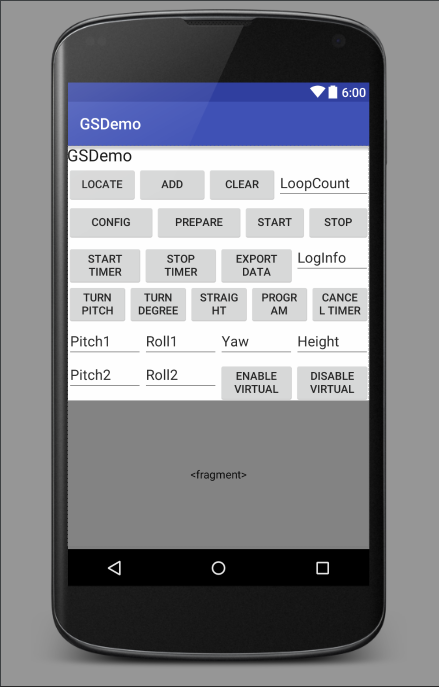 6:00
GSDemo
GSDemo
LOCATE ADD CLEAR LoopCount
CONFIG PREPARE START STOP
START TIMER STOP TIMER EXPORT DATA LogInfo
TURN PITCH TURN DEGREE STRAIG HT PROGR AM CANCE L TIMER
Pitch1 Roll1 Yaw Height
Pitch2 Roll2 ENABLE VIRTUAL DISABLE VIRTUAL
<fragment>